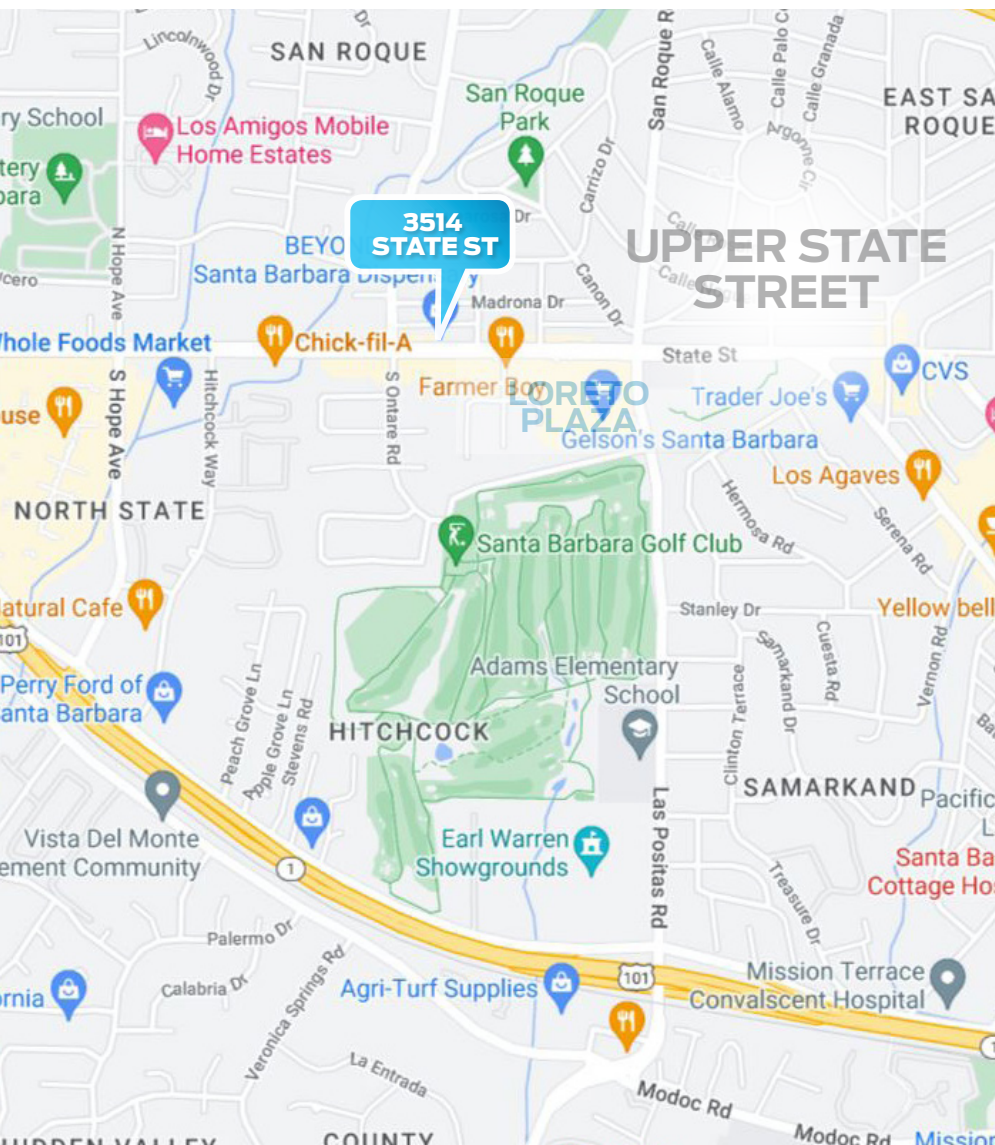 Lincolnwood Dr
Dr
SAN ROQUE
San Roque R
Calle Alamo
Calle Palo C
Calle Granada
EAST SA
ROQUE
San Roque
Park
ry School
Los Amigos Mobile
Home Estates
tery
bara
Argonne Cir
Carrizo Dr
3514
STATE ST
Dr
N Hope Ave
BEYO
Santa Barbara Dispensary
UPPER STATE
STREET
Canon Dr
Madrona Dr
Whole Foods Market
Chick-fil-A
State St
CVS
S Hope Ave
Hitchcock Way
S Ontare Rd
Farmer Boy
LORETO
PLAZA
Trader Joe's
Gelson's Santa Barbara
use
Los Agaves
NORTH STATE
Hermosa Rd
Serena Rd
Santa Barbara Golf Club
atural Cafe
Stanley Dr
Yellow bell
101
Samarkand Dr
Cuesta Rd
Vernon Rd
Adams Elementary
School
Perry Ford of
anta Barbara
Peach Grove Ln
Apple Grove Ln
Stevens Rd
Clinton Terrace
HITCHCOCK
SAMARKAND
Pacific
L
Vista Del Monte
ement Community
1
Earl Warren
Showgrounds
Las Positas Rd
Santa Ba
Cottage Ho
Treasure Dr
Palermo Dr
Calabria Dr
Veronica Springs Rd
rnia
Agri-Turf Supplies
101
Mission Terrace
Convalscent Hospital
1
La Entrada
Modoc Rd
Modoc Rd
Mission
HIDDEN VALLEY
COUNTY